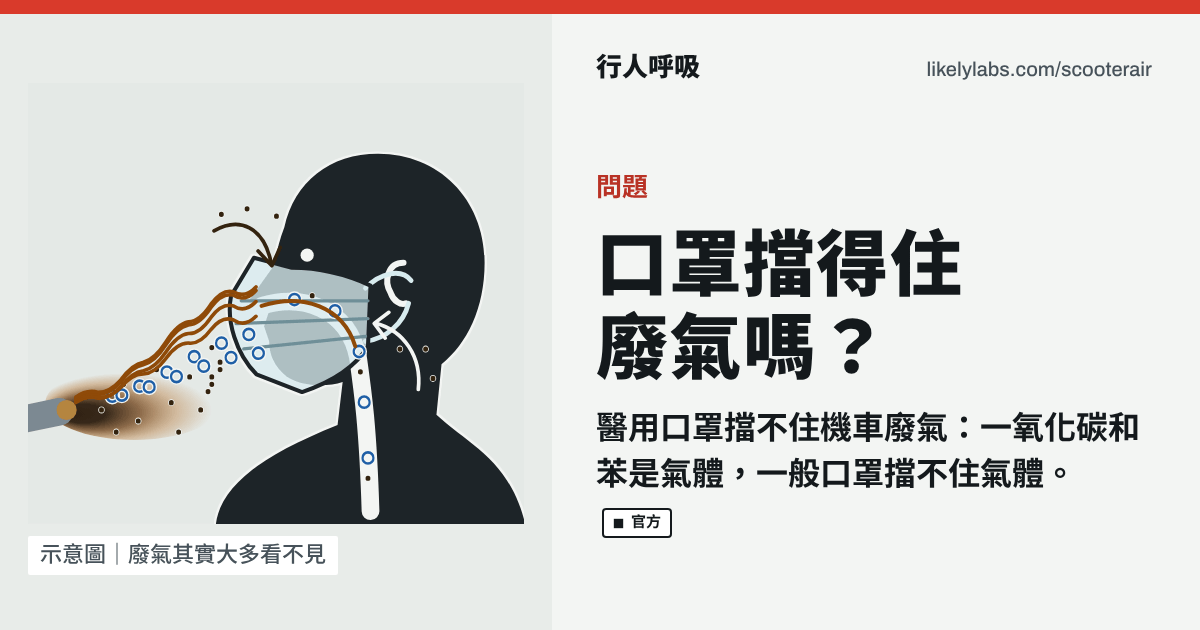 行人呼吸
likelylabs.com/scooterair
問題
口罩擋得住
廢氣嗎？
醫用口罩擋不住機車廢氣：一氧化碳和
苯是氣體，一般口罩擋不住氣體。
■ 官方
示意圖｜廢氣其實大多看不見